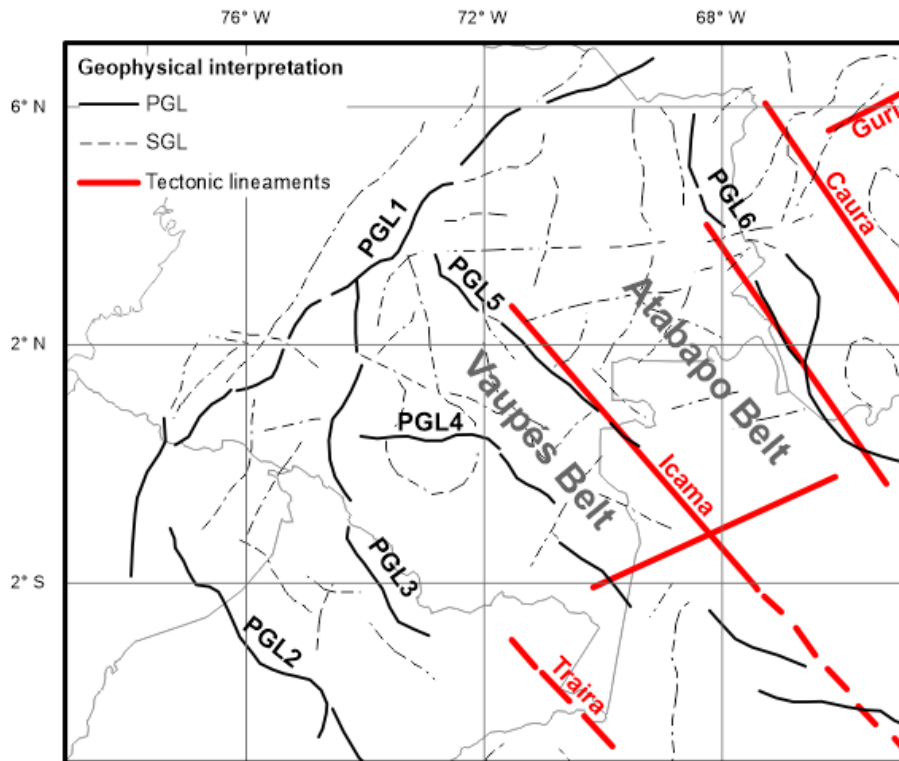 76° W
72° W
68° W
Geophysical interpretation
6° N
PGL
SGL
Tectonic lineaments
Guri
Caura
PGL6
PGL1
PGL5
Atabapo Belt
2° N
Vaupés Belt
PGL4
Icama
PGL3
2° S
PGL2
Traira